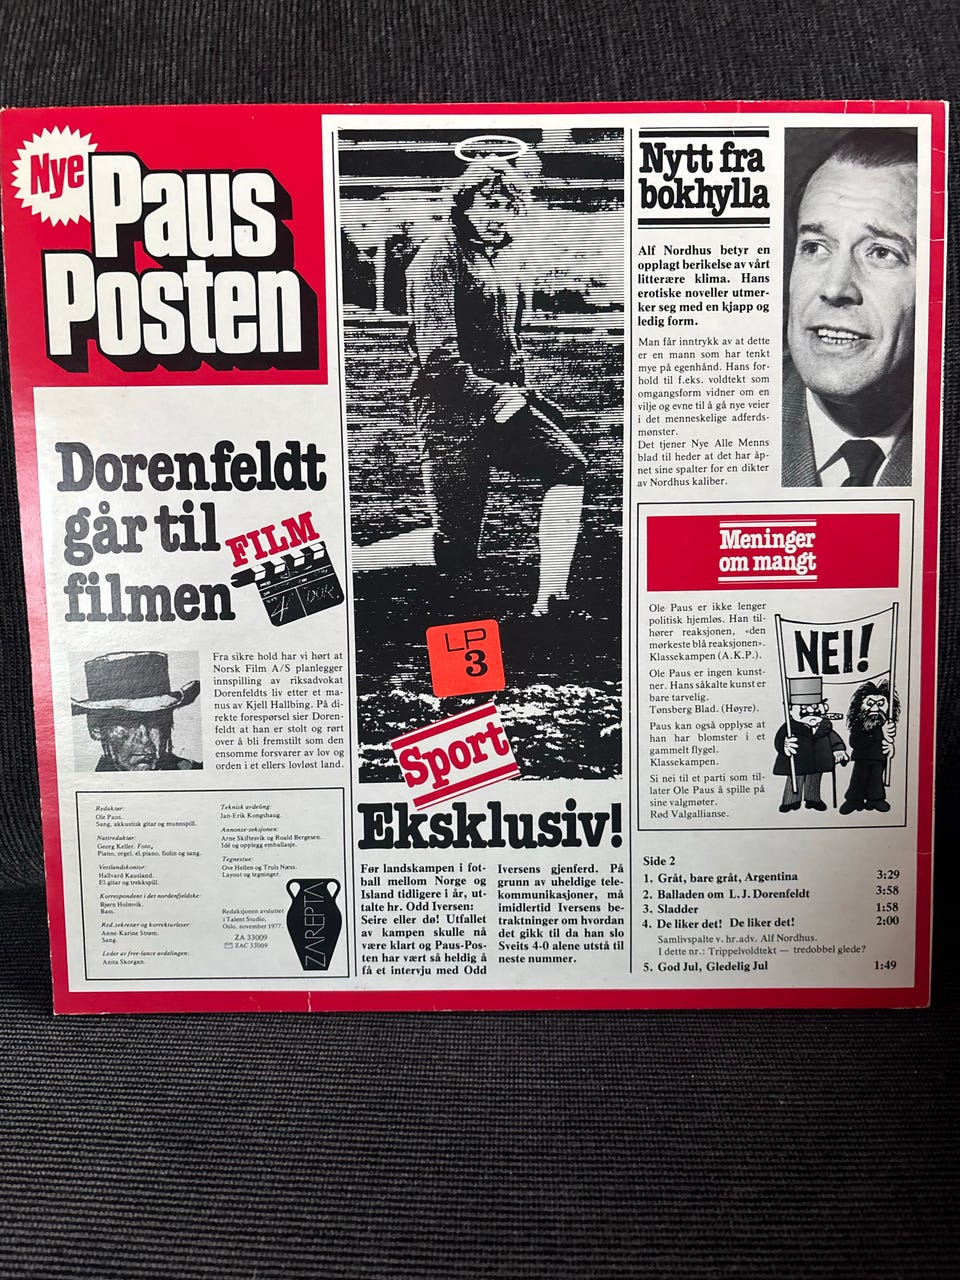 Nye
Paus
Posten
Dorenfeldt
går til
filmen
FILM
Fra sikre hold har vi hørt at
Norsk Film A/S planlegger
innspilling av riksadvokat
Dorenfeldts liv etter et ma-
nus av Kjell Hallbing. På di-
rekte forespørsel sier Doren-
feldt at han er stolt og rørt
over å bli fremstilt som den
ensomme forsvarer av lov og
orden i et ellers lovløst land.
Redaktør:
Ole Paus.
Sang, akkustisk gitar og munnspill.
Nattredaktør:
Georg Keller. Foto,
Piano, orgel, el.piano, fiolin og sang.
Vestlandskontor:
Hallvard Kausland.
El.gitar og trekkspill.
Korrespondent i det nordenfjeldske:
Bjørn Holmvik.
Bass.
Red.sekretær og korrekturleser:
Anne-Karine Strøm.
Sang.
Leder av free-lance avdelingen:
Anita Skorgan.
Teknisk avdeling:
Jan-Erik Kongshaug.
Annonse-seksjonen:
Arne Skiftesvik og Roald Bergesen.
Idé og opplegg emballasje.
Tegnestue:
Ove Hellen og Truls Næss.
Layout og tegninger.
Redaksjonen avsluttet
i Talent Studio,
Oslo, november 1977.
ZA 33009
ZAC 33009
ZAREPTA
LP
3
Sport
Eksklusiv!
Før landskampen i fot-
ball mellom Norge og
Island tidligere i år, ut-
talte hr. Odd Iversen:
Seire eller dø! Utfallet
av kampen skulle nå
være klart og Paus-Pos-
ten har vært så heldig å
få et intervju med Odd
Iversens gjenferd. På
grunn av uheldige tele-
kommunikasjoner, må
imidlertid Iversens be-
traktninger om hvordan
det gikk til da han slo
Sveits 4-0 alene utstå til
neste nummer.
Nytt fra
bokhylla
Alf Nordhus betyr en
opplagt berikelse av vårt
litterære klima. Hans
erotiske noveller utmer-
ker seg med en kjapp og
ledig form.
Man får inntrykk av at dette
er en mann som har tenkt
mye på egenhånd. Hans for-
hold til f.eks. voldtekt som
omgangsform vidner om en
vilje og evne til å gå nye veier
i det menneskelige adferds-
mønster.
Det tjener Nye Alle Menns
blad til heder at det har åp-
net sine spalter for en dikter
av Nordhus kaliber.
Meninger
om mangt
Ole Paus er ikke lenger
politisk hjemløs. Han til-
hører reaksjonen, «den
mørkeste blå reaksjonen».
Klassekampen (A.K.P.).
Ole Paus er ingen kunst-
ner. Hans såkalte kunst er
bare tarvelig.
Tønsberg Blad. (Høyre).
Paus kan også opplyse at
han har blomster i et
gammelt flygel.
Klassekampen.
Si nei til et parti som til-
later Ole Paus å spille på
sine valgmøter.
Rød Valgallianse.
NEI!
Side 2
1. Gråt, bare gråt, Argentina 3:29
2. Balladen om L.J. Dorenfeldt 3:58
3. Sladder 1:58
4. De liker det! De liker det! 2:00
Samlivspalte v. hr.adv. Alf Nordhus.
I dette nr.: Trippelvoldtekt — tredobbel glede?
5. God Jul, Gledelig Jul 1:49